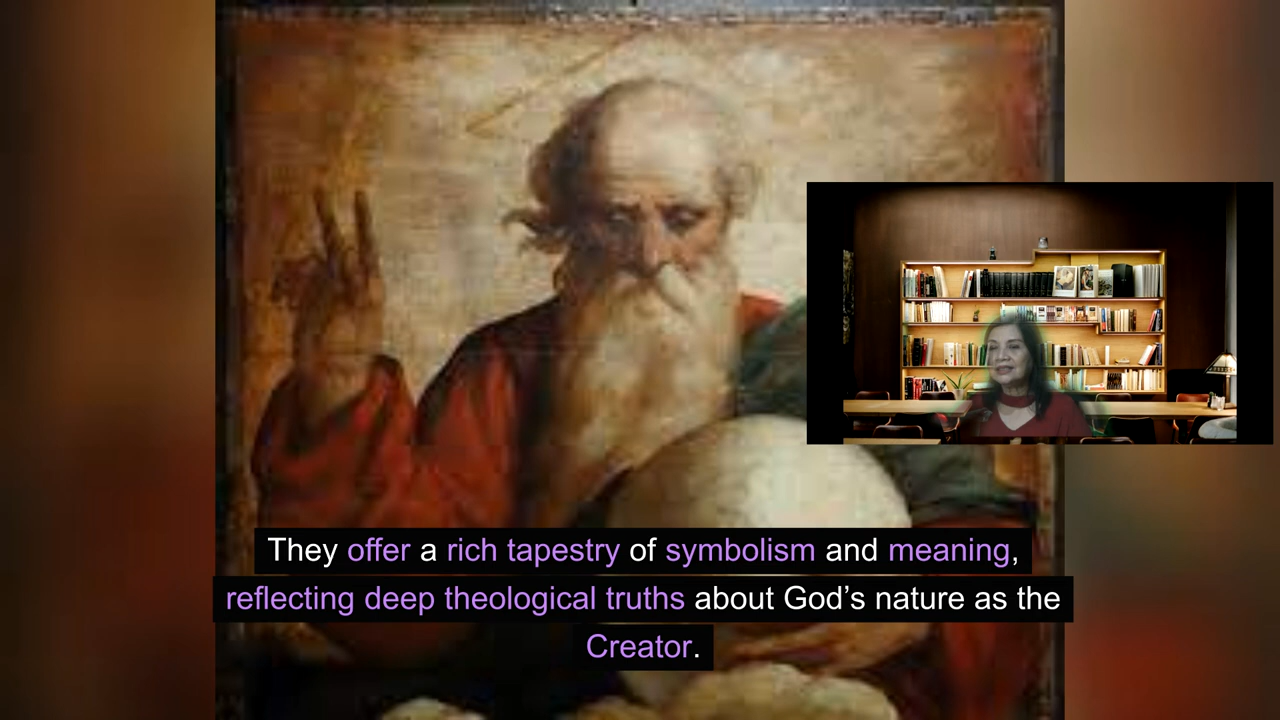 They offer a rich tapestry of symbolism and meaning,
reflecting deep theological truths about God’s nature as the
Creator.